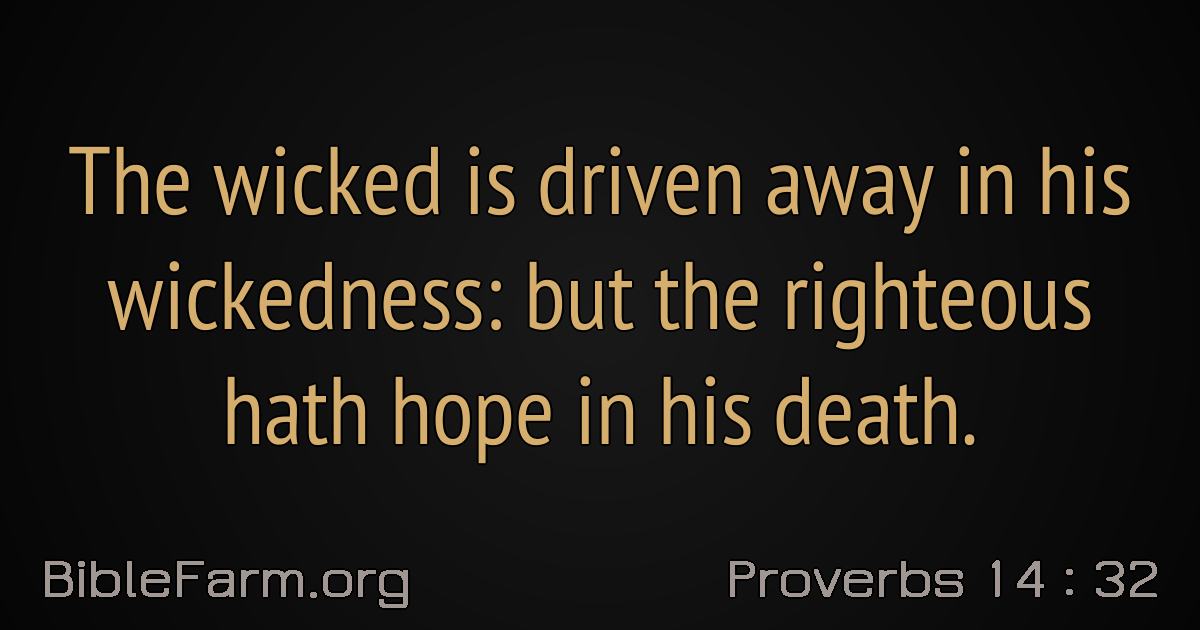 The wicked is driven away in his
wickedness: but the righteous
hath hope in his death.
BibleFarm.org
Proverbs 14 : 32